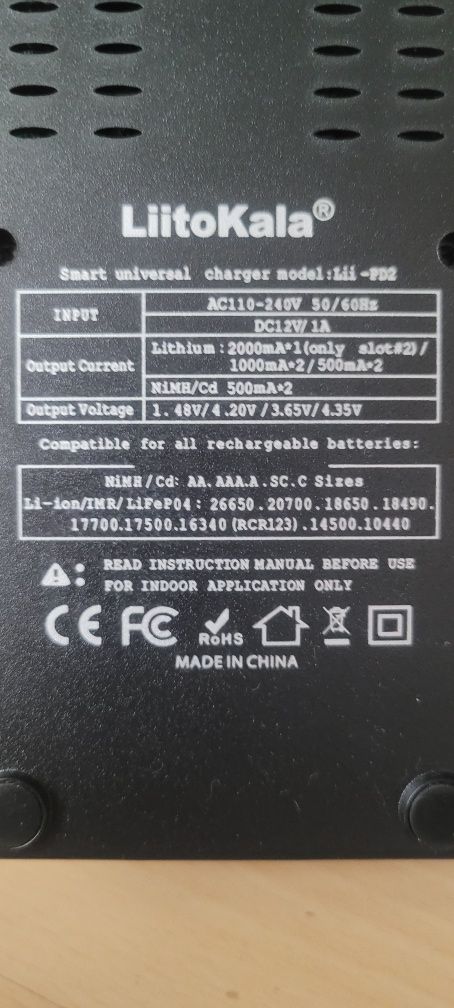 LiitoKala®
Smart universal charger model:Lii-PD2
INPUT
AC110-240V 50/60Hz
DC12V/1A
Output Current
Lithium:2000mA*1(only slot#2)/
1000mA*2/500mA*2
NiMH/Cd 500mA*2
Output Voltage
1.48V/4.20V/3.65V/4.35V
Compatible for all rechargeable batteries:
NiMH/Cd: AA.AAA.A.SC.C Sizes
Li-ion/IMR/LiFeP04: 26650.20700.18650.18490.
17700.17500.16340(RCR123).14500.10440
READ INSTRUCTION MANUAL BEFORE USE
FOR INDOOR APPLICATION ONLY
CE FC RoHS
MADE IN CHINA